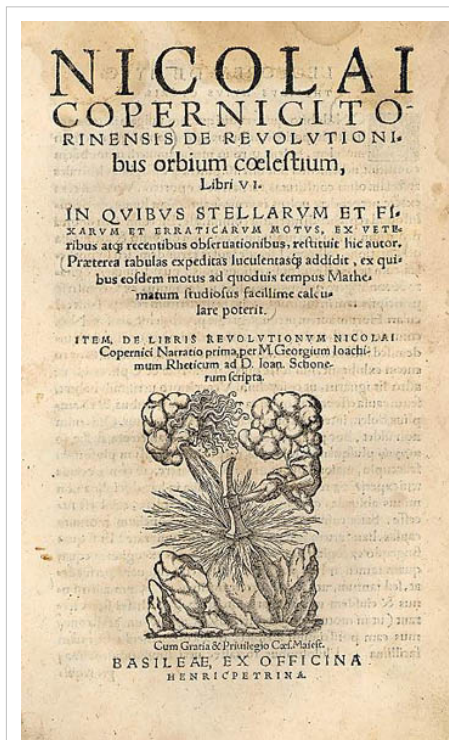 NICOLAI
COPERNICI TO-
RINENSIS DE REVOLVTIONI-
bus orbium cœleſtium,
Libri VI.
IN QVIBVS STELLARVM ET FI-
XARVM ET ERRATICARVM MOTVS, EX VETE-
ribus atq; recentibus obſeruationibus, reſtituit hic autor.
Præterea tabulas expeditas luculentasq; addidit, ex qui-
bus eoſdem motus ad quoduis tempus Mathe-
matum ſtudioſus facillime calcu-
lare poterit.
ITEM, DE LIBRIS REVOLVTIONVM NICOLAI
Copernici Narratio prima, per M. Georgium Ioachi-
mum Rheticum ad D. Ioan. Schone-
rum ſcripta.
Cum Gratia & Priuilegio Cæſ. Maieſt.
BASILEAE, EX OFFICINA
HENRICPETRINA.